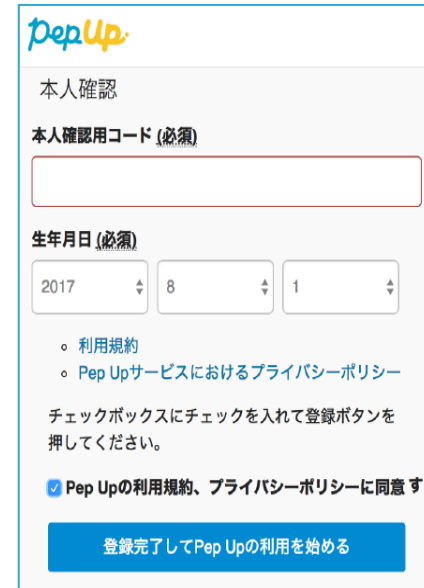 PepUp
本人確認
本人確認用コード (必須)
生年月日 (必須)
2017 8 1
利用規約
Pep Upサービスにおけるプライバシーポリシー
チェックボックスにチェックを入れて登録ボタンを
押してください。
Pep Upの利用規約、プライバシーポリシーに同意 す
登録完了してPep Upの利用を始める